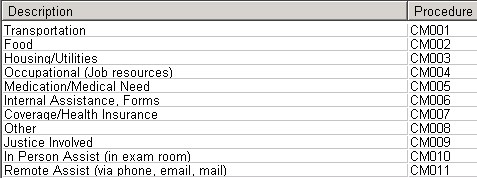 Description Procedure
Transportation CM001
Food CM002
Housing/Utilities CM003
Occupational (Job resources) CM004
Medication/Medical Need CM005
Internal Assistance, Forms CM006
Coverage/Health Insurance CM007
Other CM008
Justice Involved CM009
In Person Assist (in exam room) CM010
Remote Assist (via phone, email, mail) CM011